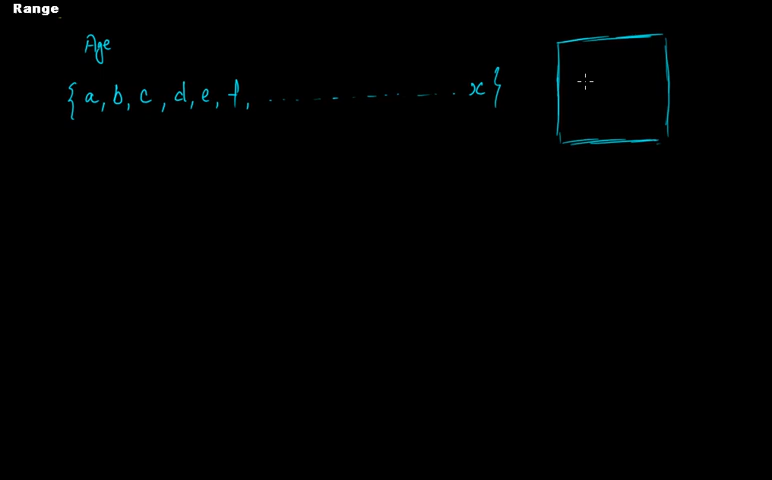 Range
Age
{a, b, c, d, e, f, ............... x}